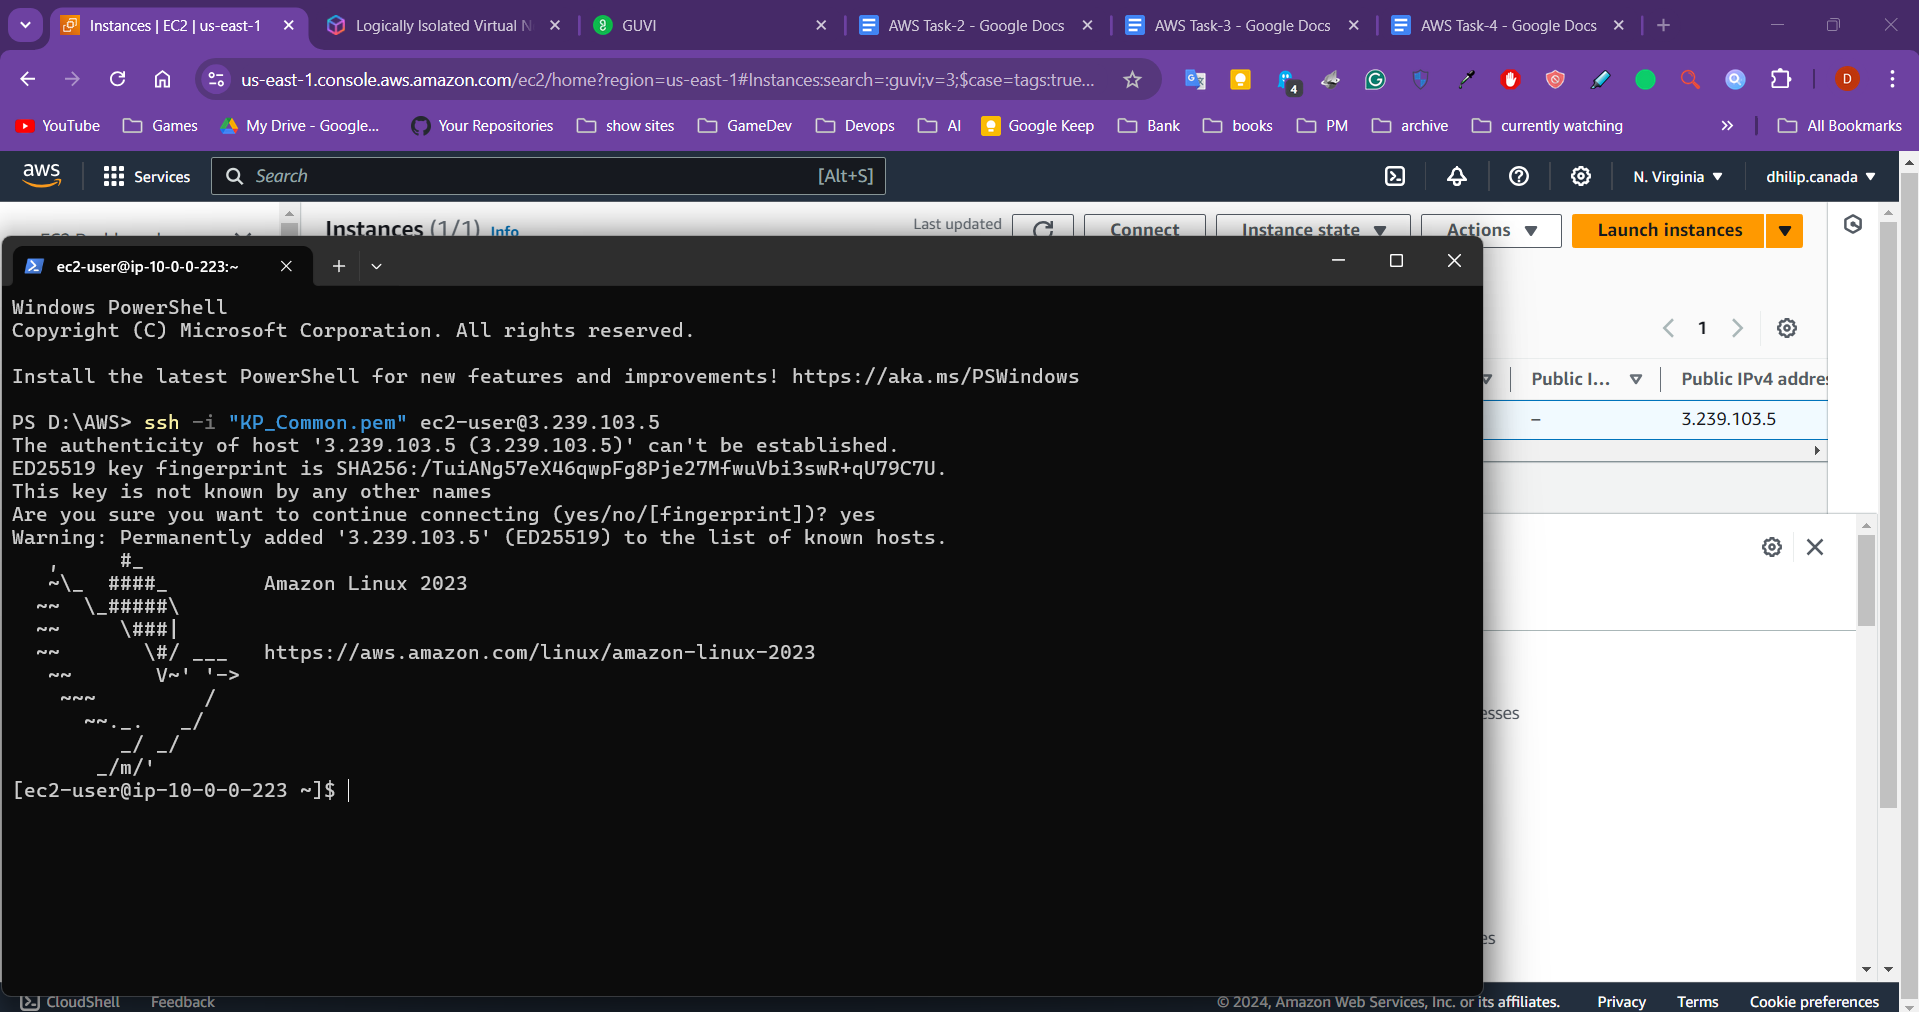 Instances | EC2 | us-east-1
Logically Isolated Virtual N
GUVI
AWS Task-2 - Google Docs
AWS Task-3 - Google Docs
AWS Task-4 - Google Docs
us-east-1.console.aws.amazon.com/ec2/home?region=us-east-1#Instances:search=:guvi;v=3;$case=tags:true...
4
D
YouTube
Games
My Drive - Google...
Your Repositories
show sites
GameDev
Devops
AI
Google Keep
Bank
books
PM
archive
currently watching
All Bookmarks
aws
Services
Search
[Alt+S]
N. Virginia
dhilip.canada
Instances (1/1) Info
Last updated
Connect
Instance state
Actions
Launch instances
1
Public I...
Public IPv4 addre
–
3.239.103.5
ec2-user@ip-10-0-0-223:~
Windows PowerShell
Copyright (C) Microsoft Corporation. All rights reserved.
Install the latest PowerShell for new features and improvements! https://aka.ms/PSWindows
PS D:\AWS> ssh -i "KP_Common.pem" ec2-user@3.239.103.5
The authenticity of host '3.239.103.5 (3.239.103.5)' can't be established.
ED25519 key fingerprint is SHA256:/TuiANg57eX46qwpFg8Pje27MfwuVbi3swR+qU79C7U.
This key is not known by any other names
Are you sure you want to continue connecting (yes/no/[fingerprint])? yes
Warning: Permanently added '3.239.103.5' (ED25519) to the list of known hosts.
   ,     #_
   ~\_  ####_        Amazon Linux 2023
  ~~  \_#####\
  ~~     \###|
  ~~       \#/ ___   https://aws.amazon.com/linux/amazon-linux-2023
   ~~       V~' '->
    ~~~         /
      ~~._.   _/
         _/ _/
       _/m/'
[ec2-user@ip-10-0-0-223 ~]$
esses
es
CloudShell
Feedback
© 2024, Amazon Web Services, Inc. or its affiliates.
Privacy
Terms
Cookie preferences